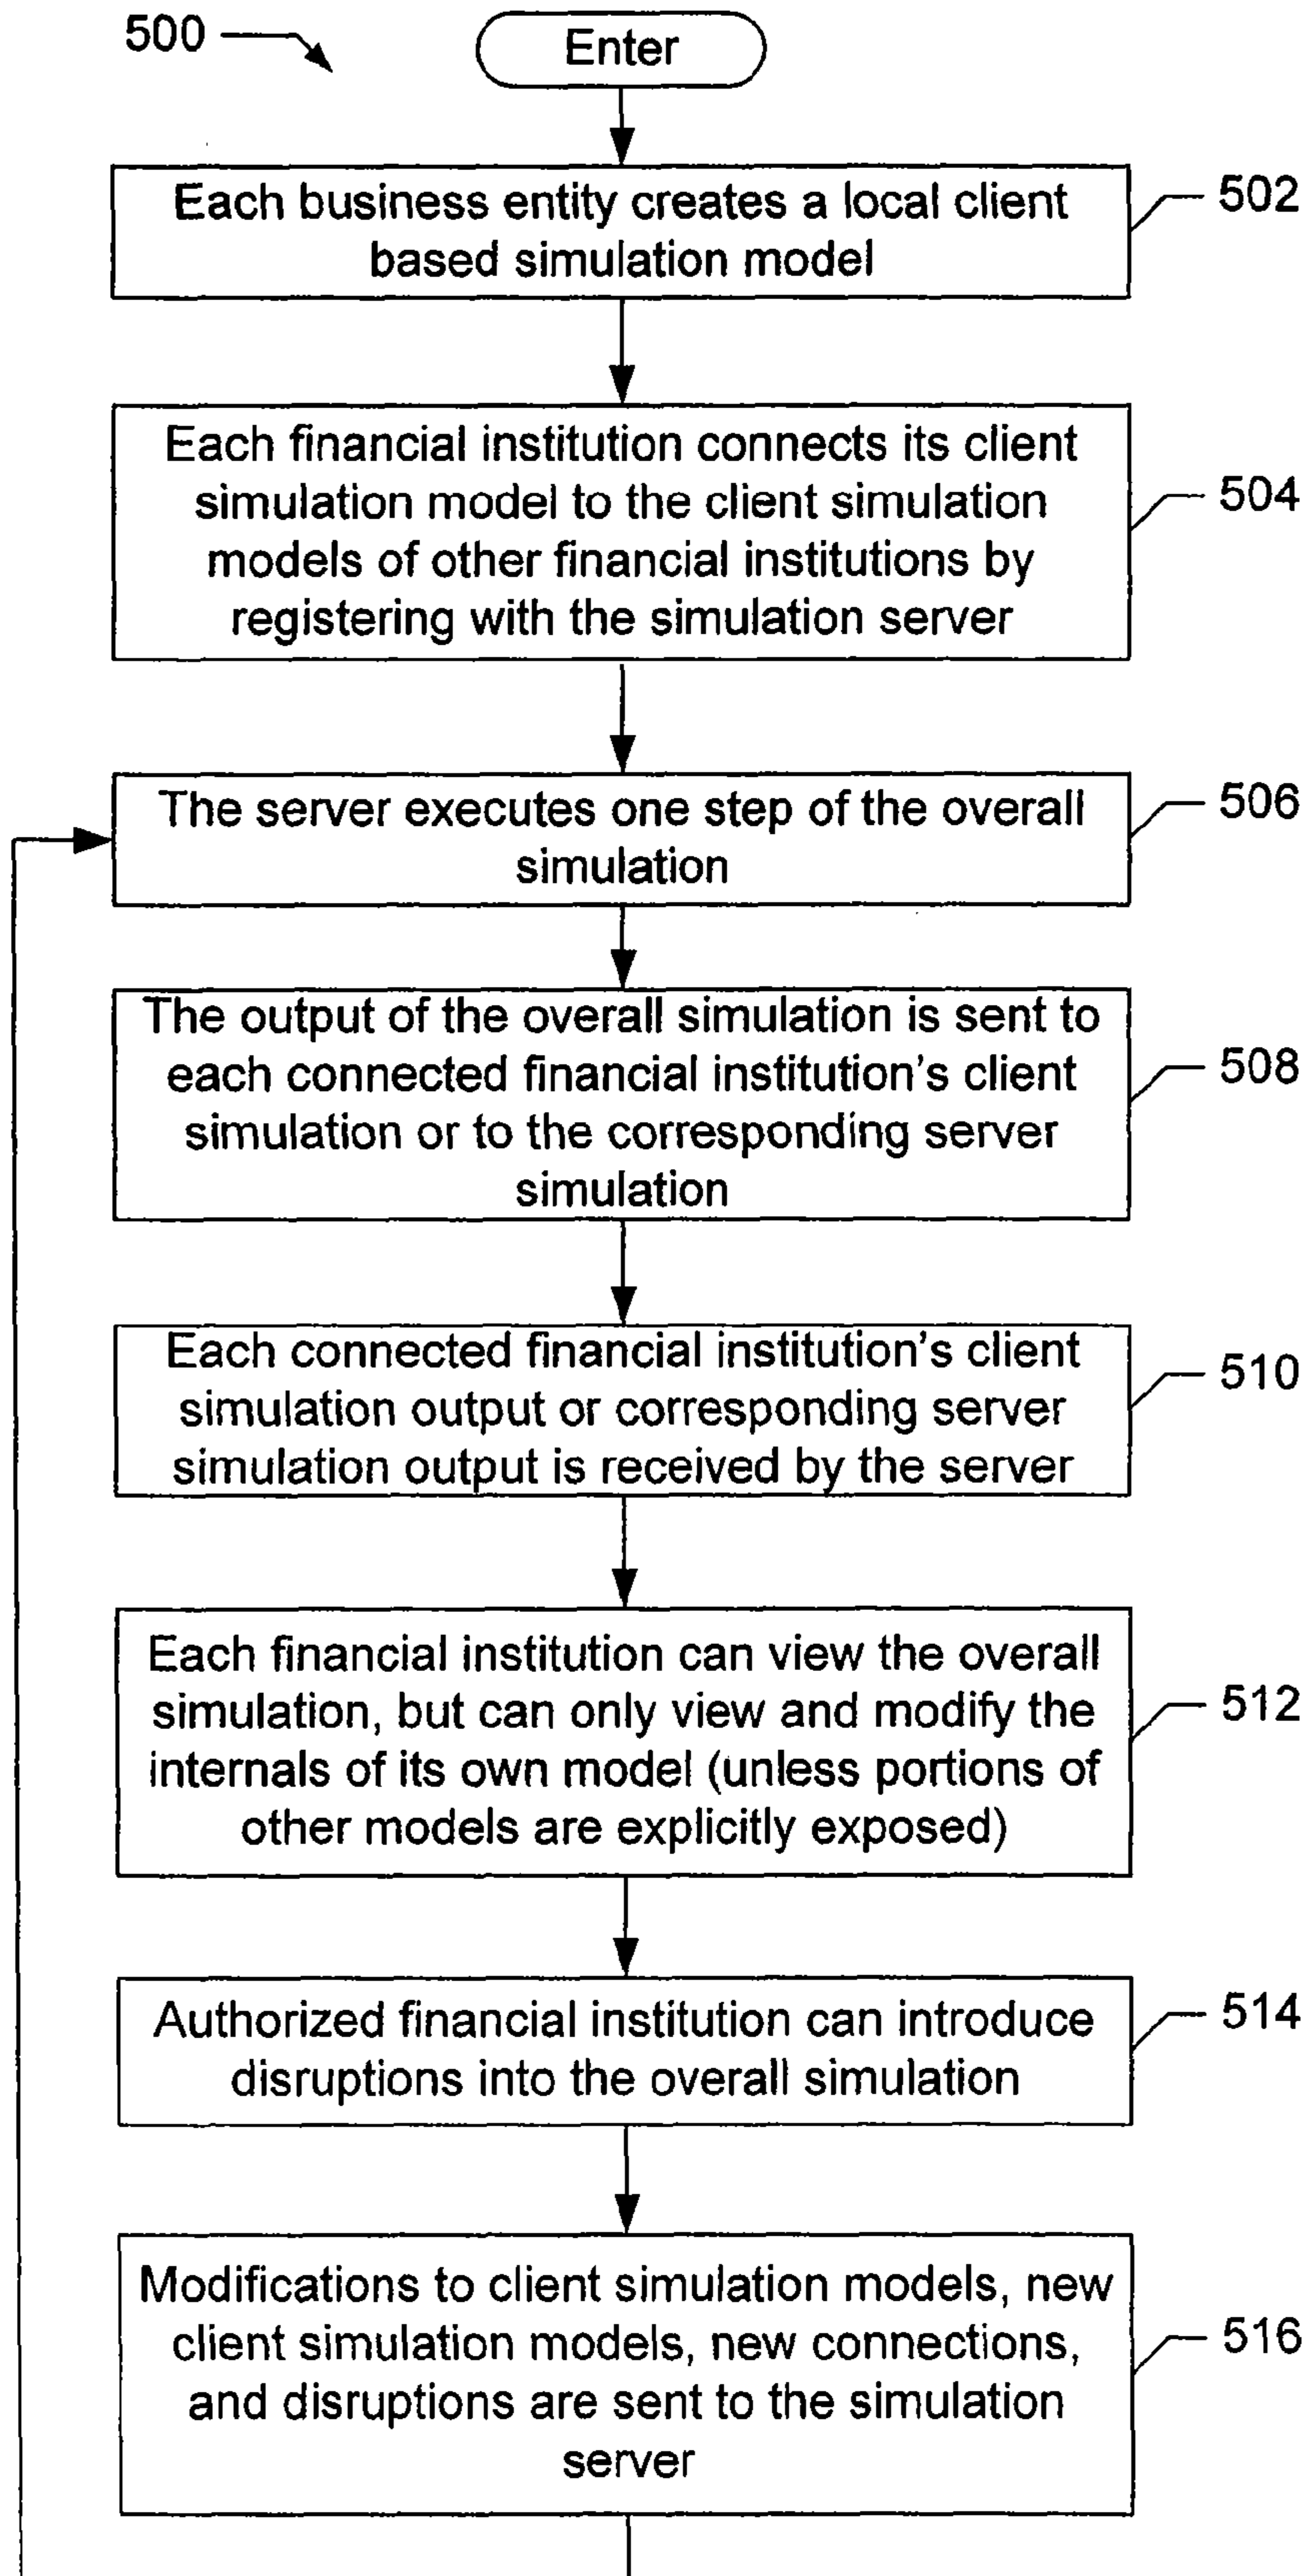 500
Enter
Each business entity creates a local client
based simulation model
502
Each financial institution connects its client
simulation model to the client simulation
models of other financial institutions by
registering with the simulation server
504
The server executes one step of the overall
simulation
506
The output of the overall simulation is sent to
each connected financial institution's client
simulation or to the corresponding server
simulation
508
Each connected financial institution's client
simulation output or corresponding server
simulation output is received by the server
510
Each financial institution can view the overall
simulation, but can only view and modify the
internals of its own model (unless portions of
other models are explicitly exposed)
512
Authorized financial institution can introduce
disruptions into the overall simulation
514
Modifications to client simulation models, new
client simulation models, new connections,
and disruptions are sent to the simulation
server
516